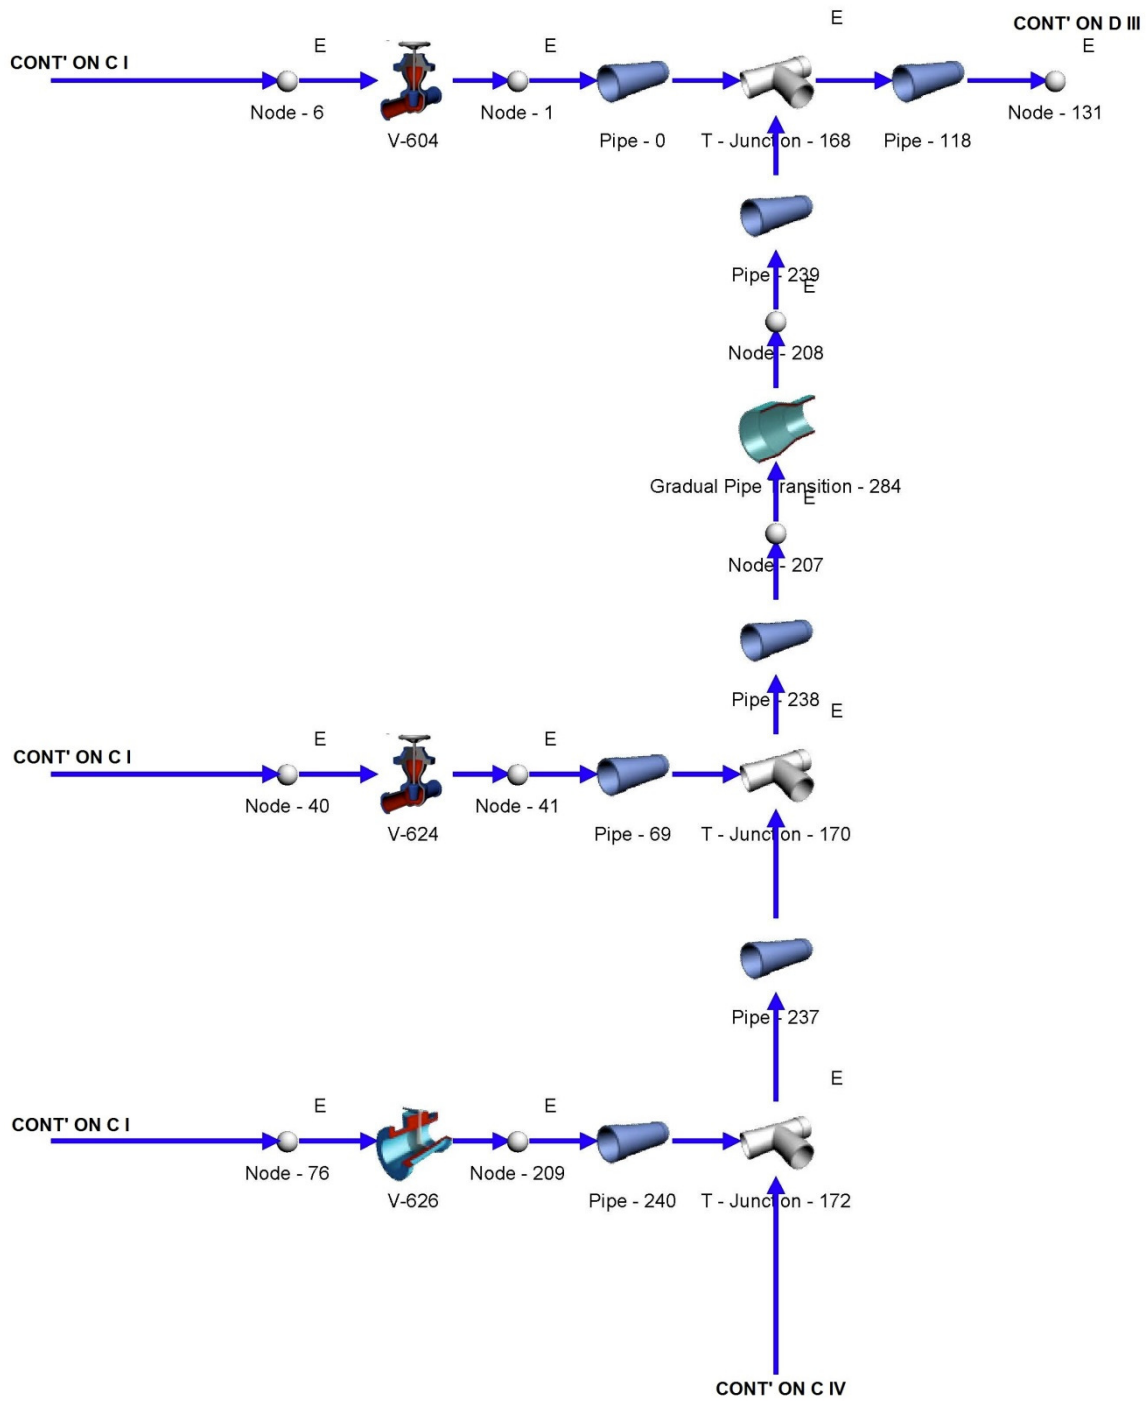 CONT' ON D III
E
E E E
CONT' ON C I
Node - 6 V-604 Node - 1 Pipe - 0 T - Junction - 168 Pipe - 118 Node - 131
Pipe - 239
E
Node - 208
Gradual Pipe Transition - 284
E
Node - 207
Pipe - 238
E
E E
CONT' ON C I
Node - 40 V-624 Node - 41 Pipe - 69 T - Junction - 170
Pipe - 237
E
E E
CONT' ON C I
Node - 76 V-626 Node - 209 Pipe - 240 T - Junction - 172
CONT' ON C IV